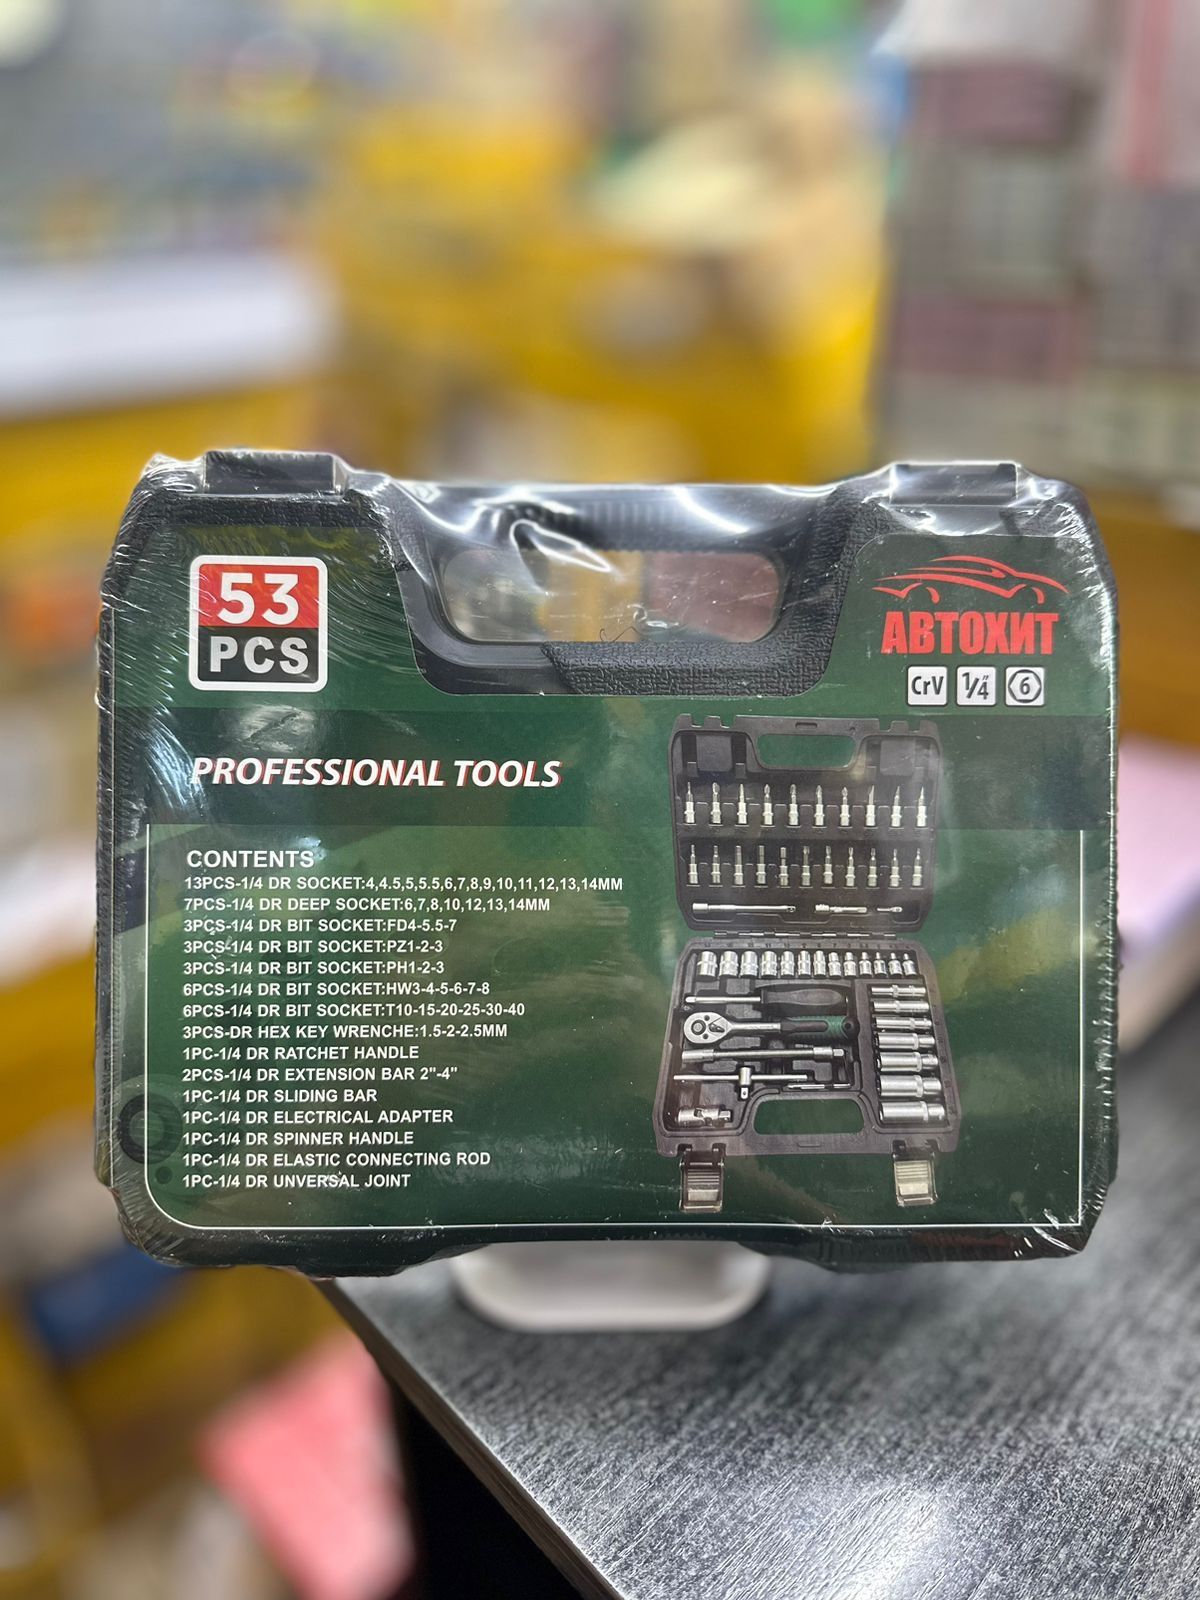 53
PCS
АВТОХИТ
CrV 1/4" 6
PROFESSIONAL TOOLS
CONTENTS
13PCS-1/4 DR SOCKET:4,4.5,5,5.5,6,7,8,9,10,11,12,13,14MM
7PCS-1/4 DR DEEP SOCKET:6,7,8,10,12,13,14MM
3PCS-1/4 DR BIT SOCKET:FD4-5.5-7
3PCS-1/4 DR BIT SOCKET:PZ1-2-3
3PCS-1/4 DR BIT SOCKET:PH1-2-3
6PCS-1/4 DR BIT SOCKET:HW3-4-5-6-7-8
6PCS-1/4 DR BIT SOCKET:T10-15-20-25-30-40
3PCS-DR HEX KEY WRENCHE:1.5-2-2.5MM
1PC-1/4 DR RATCHET HANDLE
2PCS-1/4 DR EXTENSION BAR 2"-4"
1PC-1/4 DR SLIDING BAR
1PC-1/4 DR ELECTRICAL ADAPTER
1PC-1/4 DR SPINNER HANDLE
1PC-1/4 DR ELASTIC CONNECTING ROD
1PC-1/4 DR UNVERSAL JOINT